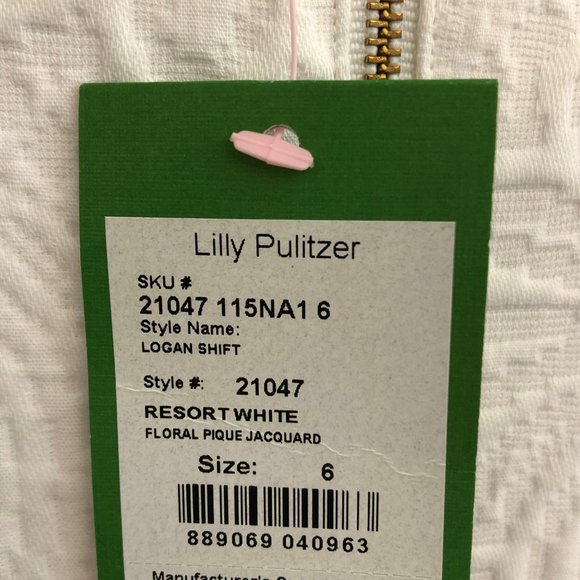 Lilly Pulitzer
SKU #
21047 115NA1 6
Style Name:
LOGAN SHIFT
Style #: 21047
RESORT WHITE
FLORAL PIQUE JACQUARD
Size: 6
889069 040963
Manufacturer's